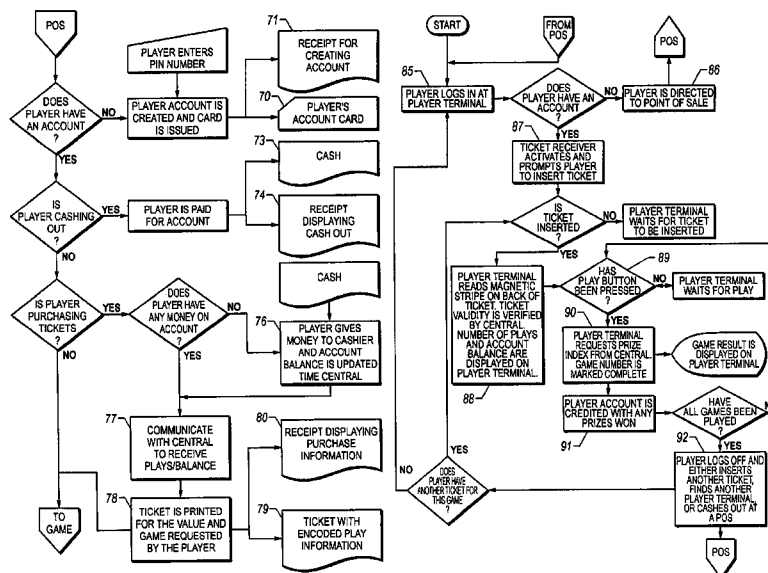 POS
PLAYER ENTERS
PIN NUMBER
71
RECEIPT FOR
CREATING
ACCOUNT
DOES
PLAYER HAVE
AN ACCOUNT
?
NO
PLAYER ACCOUNT IS
CREATED AND CARD
IS ISSUED
70
PLAYER'S
ACCOUNT CARD
YES
73
CASH
IS
PLAYER CASHING
OUT
?
YES
PLAYER IS PAID
FOR ACCOUNT
74
RECEIPT
DISPLAYING
CASH OUT
NO
CASH
IS PLAYER
PURCHASING
TICKETS
?
YES
DOES
PLAYER HAVE
ANY MONEY ON
ACCOUNT
?
NO
76
PLAYER GIVES
MONEY TO CASHIER
AND ACCOUNT
BALANCE IS UPDATED
TIME CENTRAL
NO
YES
77
COMMUNICATE
WITH CENTRAL
TO RECEIVE
PLAYS/BALANCE
80
RECEIPT DISPLAYING
PURCHASE
INFORMATION
78
TICKET IS PRINTED
FOR THE VALUE AND
GAME REQUESTED
BY THE PLAYER
79
TICKET WITH
ENCODED PLAY
INFORMATION
TO
GAME
START
FROM
POS
POS
85
PLAYER LOGS IN AT
PLAYER TERMINAL
DOES
PLAYER HAVE AN
ACCOUNT
?
NO
86
PLAYER IS DIRECTED
TO POINT OF SALE
87
YES
TICKET RECEIVER
ACTIVATES AND
PROMPTS PLAYER
TO INSERT TICKET
IS
TICKET
INSERTED
?
NO
PLAYER TERMINAL
WAITS FOR TICKET
TO BE INSERTED
YES
PLAYER TERMINAL
READS MAGNETIC
STRIPE ON BACK OF
TICKET. TICKET
VALIDITY IS VERIFIED
BY CENTRAL.
NUMBER OF PLAYS
AND ACCOUNT
BALANCE ARE
DISPLAYED ON
PLAYER TERMINAL.
88
89
HAS
PLAY BUTTON
BEEN PRESSED
?
NO
PLAYER TERMINAL
WAITS FOR PLAY
90
YES
PLAYER TERMINAL
REQUESTS PRIZE
INDEX FROM CENTRAL.
GAME NUMBER IS
MARKED COMPLETE
GAME RESULT IS
DISPLAYED ON
PLAYER TERMINAL
PLAYER ACCOUNT IS
CREDITED WITH ANY
PRIZES WON
91
HAVE
ALL GAMES BEEN
PLAYED
?
92
YES
PLAYER LOGS OFF AND
EITHER INSERTS
ANOTHER TICKET,
FINDS ANOTHER
PLAYER TERMINAL,
OR CASHES OUT AT
A POS
NO
YES
DOES
PLAYER HAVE
ANOTHER TICKET FOR
THIS GAME
?
POS